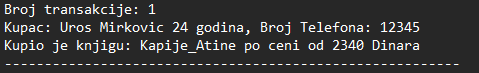 Broj transakcije: 1
Kupac: Uros Mirkovic 24 godina, Broj Telefona: 12345
Kupio je knjigu: Kapije_Atine po ceni od 2340 Dinara
---------------------------------------------------------